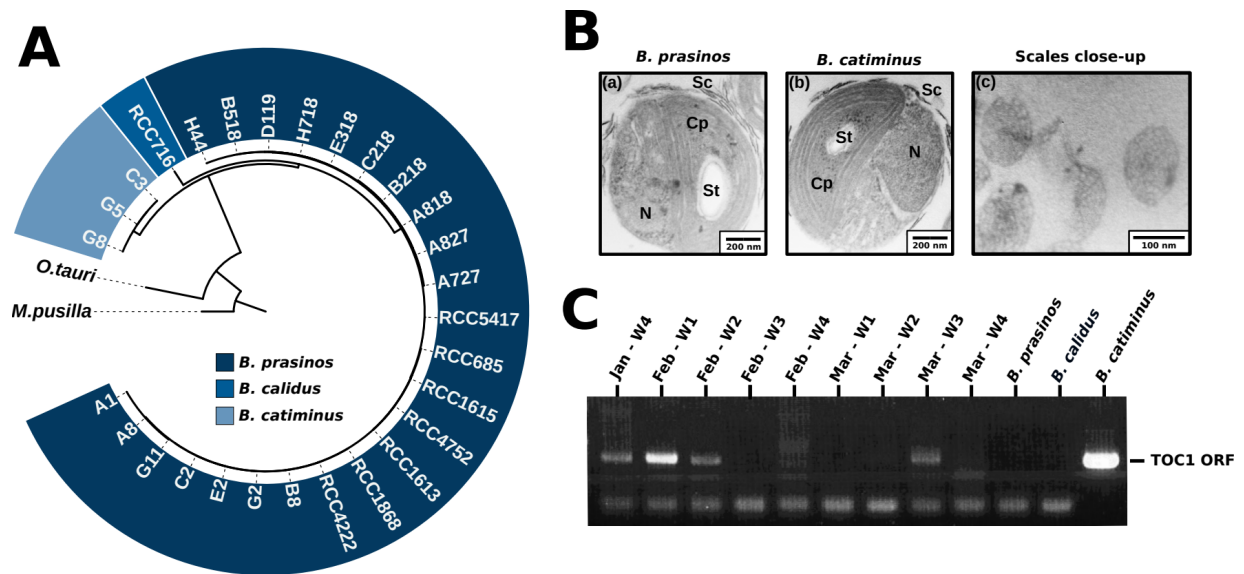 A
H44
B518
D119
H718
E318
C218
B218
A818
A827
A727
RCC5417
RCC685
RCC1615
RCC4752
RCC1613
RCC1868
RCC4222
B8
G2
E2
C2
G11
A8
A1
RCC716
C3
G5
G8
O.tauri
M.pusilla
B. prasinos
B. calidus
B. catiminus
B
B. prasinos
B. catiminus
Scales close-up
(a)
Sc
Cp
St
N
200 nm
(b)
Sc
St
N
Cp
200 nm
(c)
100 nm
C
Jan - W4
Feb - W1
Feb - W2
Feb - W3
Feb - W4
Mar - W1
Mar - W2
Mar - W3
Mar - W4
B. prasinos
B. calidus
B. catiminus
TOC1 ORF